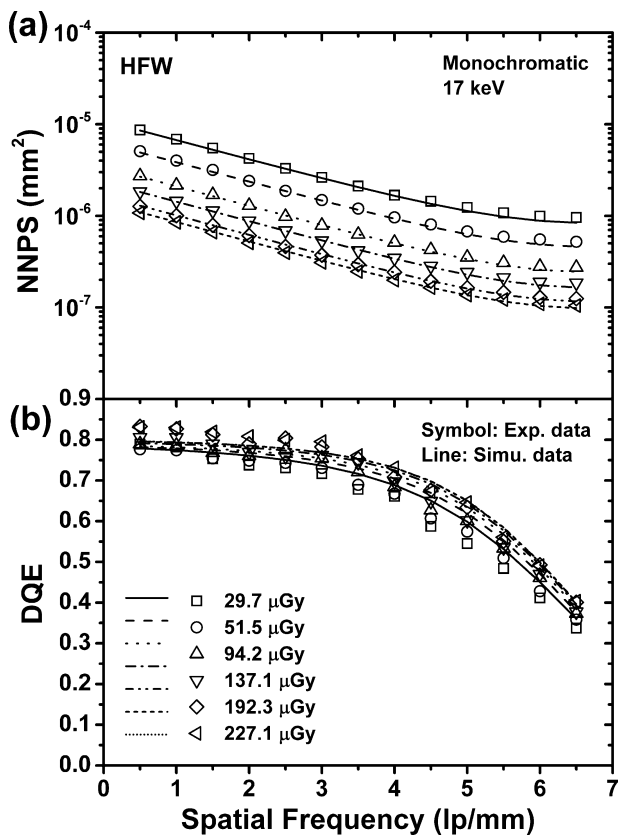 (a)
10^-4
HFW
Monochromatic
17 keV
10^-5
10^-6
10^-7
NNPS (mm²)
0.9
(b)
0.8
Symbol: Exp. data
Line: Simu. data
0.7
0.6
0.5
0.4
0.3
0.2
0.1
0.0
DQE
29.7 µGy
51.5 µGy
94.2 µGy
137.1 µGy
192.3 µGy
227.1 µGy
0 1 2 3 4 5 6 7
Spatial Frequency (lp/mm)